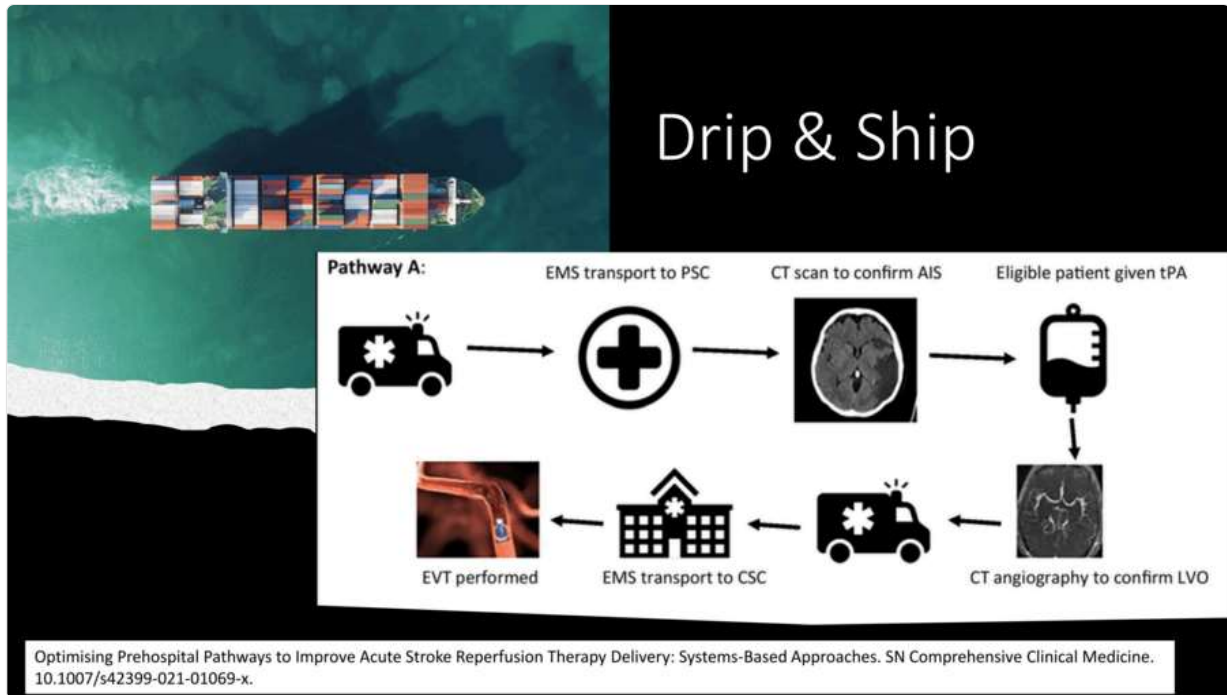 Drip & Ship
Pathway A:
EMS transport to PSC
CT scan to confirm AIS
Eligible patient given tPA
EVT performed
EMS transport to CSC
CT angiography to confirm LVO
Optimising Prehospital Pathways to Improve Acute Stroke Reperfusion Therapy Delivery: Systems-Based Approaches. SN Comprehensive Clinical Medicine.
10.1007/s42399-021-01069-x.